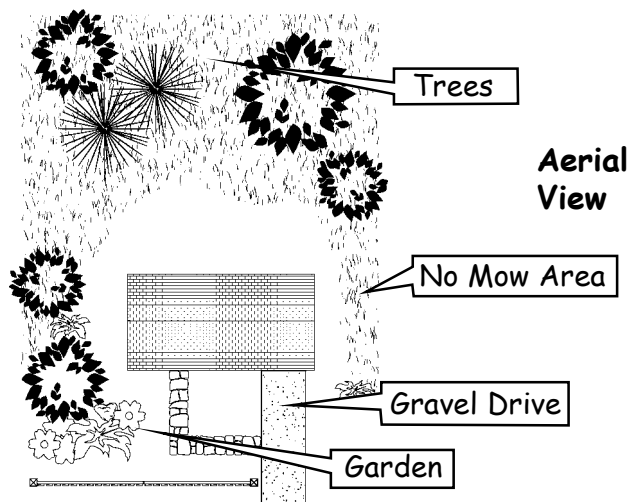 Trees
Aerial
View
No Mow Area
Gravel Drive
Garden